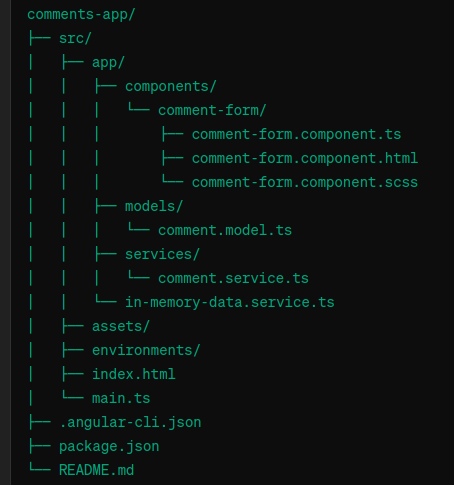 comments-app/
├── src/
│   ├── app/
│   │   ├── components/
│   │   │   └── comment-form/
│   │   │       ├── comment-form.component.ts
│   │   │       ├── comment-form.component.html
│   │   │       └── comment-form.component.scss
│   │   ├── models/
│   │   │   └── comment.model.ts
│   │   ├── services/
│   │   │   └── comment.service.ts
│   │   └── in-memory-data.service.ts
│   ├── assets/
│   ├── environments/
│   ├── index.html
│   └── main.ts
├── .angular-cli.json
├── package.json
└── README.md